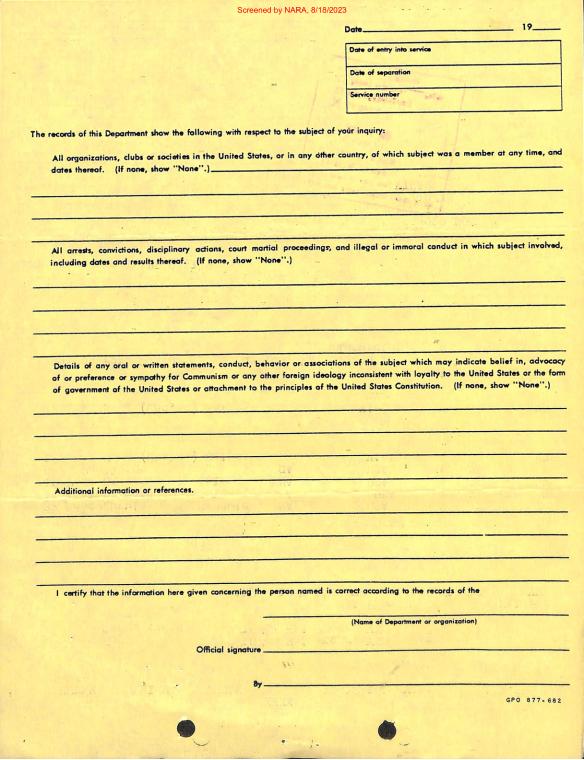 Screened by NARA, 8/18/2023
Date 19
Date of entry into service
Date of separation
Service number
The records of this Department show the following with respect to the subject of your inquiry:
All organizations, clubs or societies in the United States, or in any other country, of which subject was a member at any time, and
dates thereof. (If none, show "None".)
All arrests, convictions, disciplinary actions, court martial proceedings, and illegal or immoral conduct in which subject involved,
including dates and results thereof. (If none, show "None".)
Details of any oral or written statements, conduct, behavior or associations of the subject which may indicate belief in, advocacy
of or preference or sympathy for Communism or any other foreign ideology inconsistent with loyalty to the United States or the form
of government of the United States or attachment to the principles of the United States Constitution. (If none, show "None".)
Additional information or references.
I certify that the information here given concerning the person named is correct according to the records of the
(Name of Department or organization)
Official signature
By
GPO 877-682